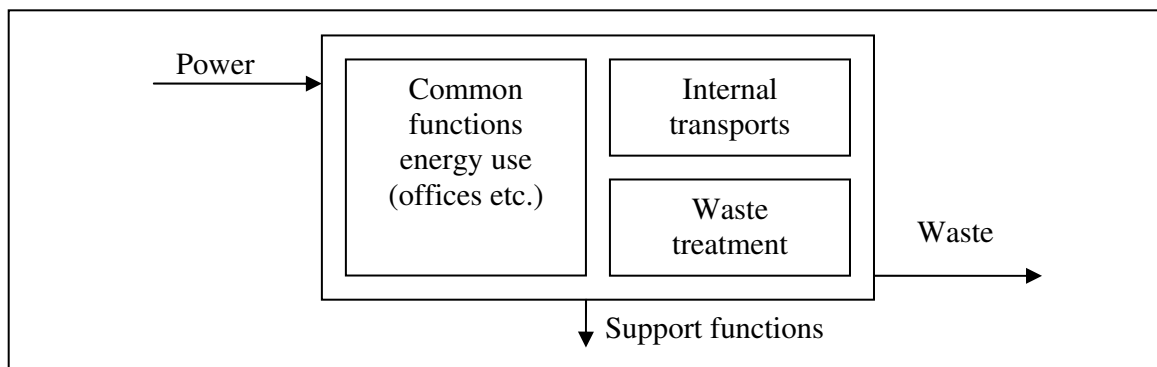 Power
Common
functions
energy use
(offices etc.)
Internal
transports
Waste
treatment
Waste
Support functions